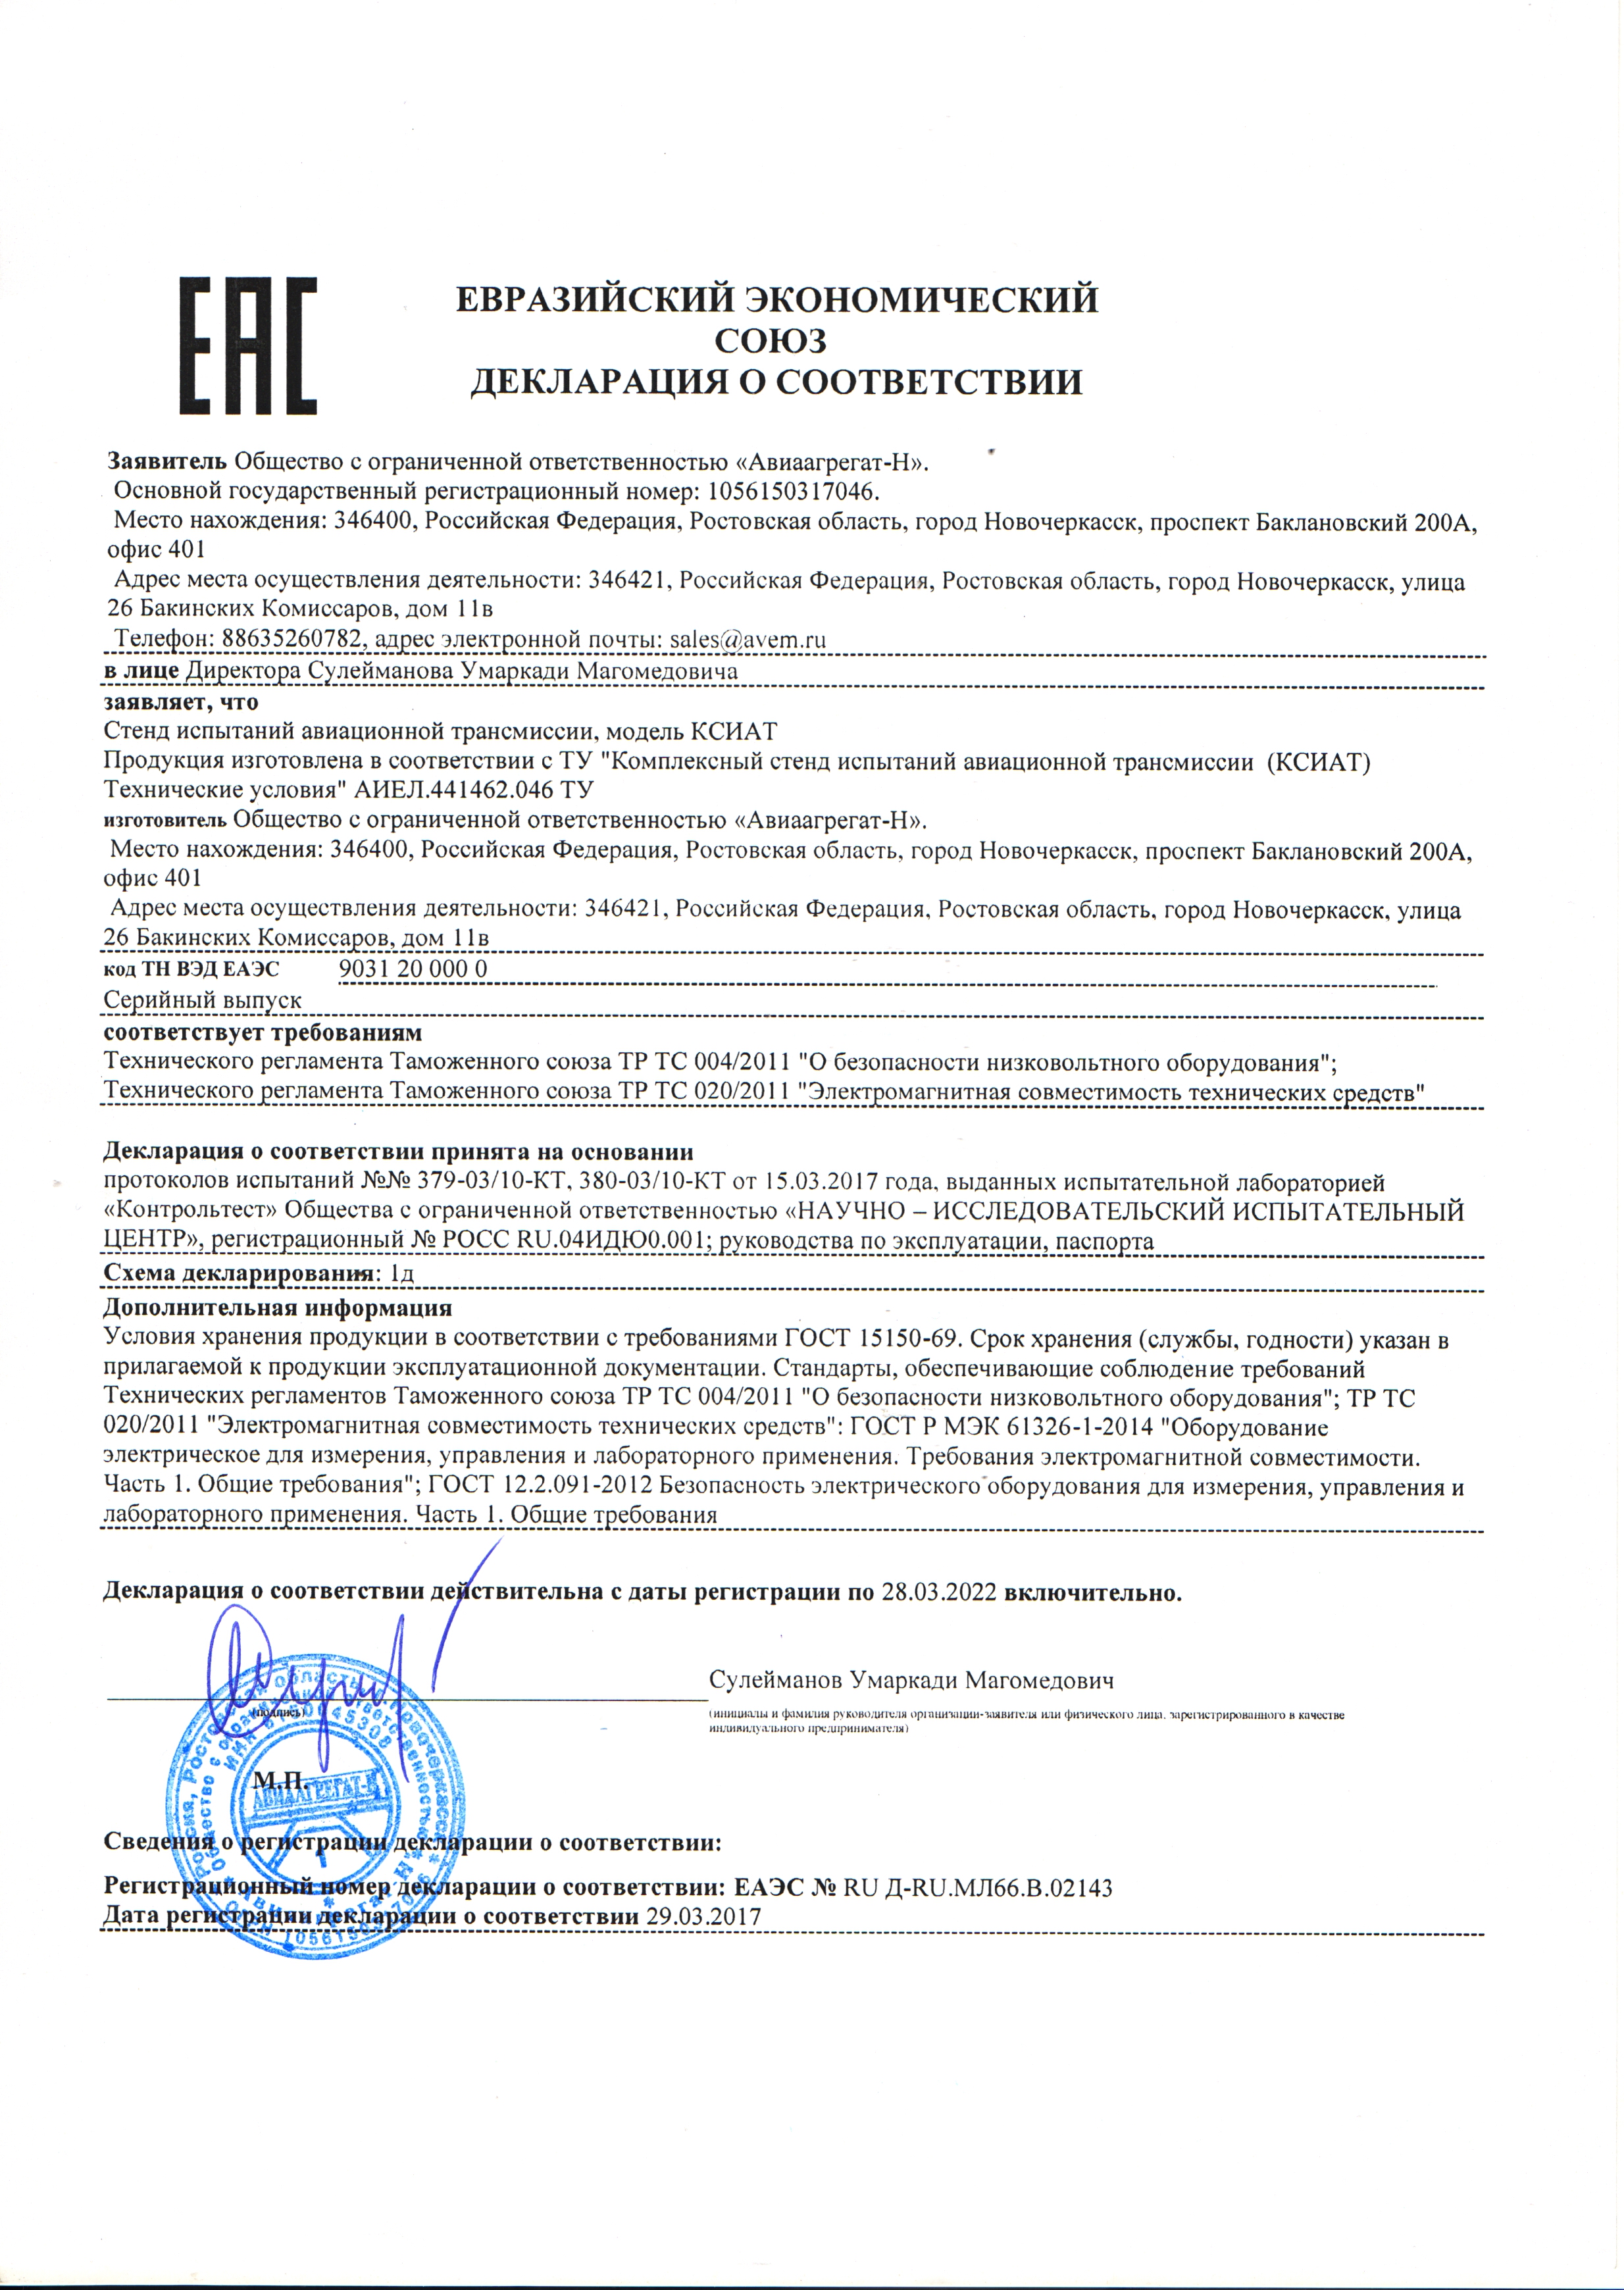 ЕАС
ЕВРАЗИЙСКИЙ ЭКОНОМИЧЕСКИЙ
СОЮЗ
ДЕКЛАРАЦИЯ О СООТВЕТСТВИИ
Заявитель Общество с ограниченной ответственностью «Авиаагрегат-Н».
Основной государственный регистрационный номер: 1056150317046.
Место нахождения: 346400, Российская Федерация, Ростовская область, город Новочеркасск, проспект Баклановский 200А,
офис 401
Адрес места осуществления деятельности: 346421, Российская Федерация, Ростовская область, город Новочеркасск, улица
26 Бакинских Комиссаров, дом 11в
Телефон: 88635260782, адрес электронной почты: sales@avem.ru
в лице Директора Сулейманова Умаркади Магомедовича
заявляет, что
Стенд испытаний авиационной трансмиссии, модель КСИАТ
Продукция изготовлена в соответствии с ТУ "Комплексный стенд испытаний авиационной трансмиссии (КСИАТ)
Технические условия" АИЕЛ.441462.046 ТУ
изготовитель Общество с ограниченной ответственностью «Авиаагрегат-Н».
Место нахождения: 346400, Российская Федерация, Ростовская область, город Новочеркасск, проспект Баклановский 200А,
офис 401
Адрес места осуществления деятельности: 346421, Российская Федерация, Ростовская область, город Новочеркасск, улица
26 Бакинских Комиссаров, дом 11в
код ТН ВЭД ЕАЭС 9031 20 000 0
Серийный выпуск
соответствует требованиям
Технического регламента Таможенного союза ТР ТС 004/2011 "О безопасности низковольтного оборудования";
Технического регламента Таможенного союза ТР ТС 020/2011 "Электромагнитная совместимость технических средств"
Декларация о соответствии принята на основании
протоколов испытаний №№ 379-03/10-КТ, 380-03/10-КТ от 15.03.2017 года, выданных испытательной лабораторией
«Контрольтест» Общества с ограниченной ответственностью «НАУЧНО – ИССЛЕДОВАТЕЛЬСКИЙ ИСПЫТАТЕЛЬНЫЙ
ЦЕНТР», регистрационный № РОСС RU.04ИДЮ0.001; руководства по эксплуатации, паспорта
Схема декларирования: 1д
Дополнительная информация
Условия хранения продукции в соответствии с требованиями ГОСТ 15150-69. Срок хранения (службы, годности) указан в
прилагаемой к продукции эксплуатационной документации. Стандарты, обеспечивающие соблюдение требований
Технических регламентов Таможенного союза ТР ТС 004/2011 "О безопасности низковольтного оборудования"; ТР ТС
020/2011 "Электромагнитная совместимость технических средств": ГОСТ Р МЭК 61326-1-2014 "Оборудование
электрическое для измерения, управления и лабораторного применения. Требования электромагнитной совместимости.
Часть 1. Общие требования"; ГОСТ 12.2.091-2012 Безопасность электрического оборудования для измерения, управления и
лабораторного применения. Часть 1. Общие требования
Декларация о соответствии действительна с даты регистрации по 28.03.2022 включительно.
Сулейманов Умаркади Магомедович
(подпись)
(инициалы и фамилия руководителя организации-заявителя или физического лица, зарегистрированного в качестве
индивидуального предпринимателя)
М.П.
АВИААГРЕГАТ-Н
Сведения о регистрации декларации о соответствии:
Регистрационный номер декларации о соответствии: ЕАЭС № RU Д-RU.МЛ66.В.02143
Дата регистрации декларации о соответствии 29.03.2017